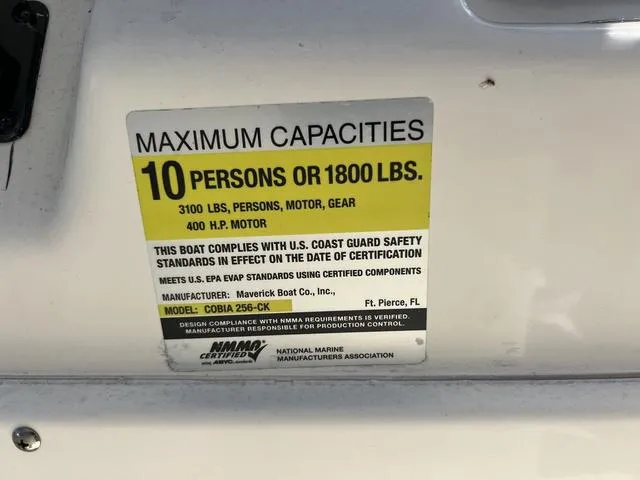 MAXIMUM CAPACITIES
10 PERSONS OR 1800 LBS.
3100 LBS, PERSONS, MOTOR, GEAR
400 H.P. MOTOR
THIS BOAT COMPLIES WITH U.S. COAST GUARD SAFETY
STANDARDS IN EFFECT ON THE DATE OF CERTIFICATION
MEETS U.S. EPA EVAP STANDARDS USING CERTIFIED COMPONENTS
MANUFACTURER: Maverick Boat Co., Inc.,
Ft. Pierce, FL
MODEL: COBIA 256-CK
DESIGN COMPLIANCE WITH NMMA REQUIREMENTS IS VERIFIED.
MANUFACTURER RESPONSIBLE FOR PRODUCTION CONTROL.
NMMA
CERTIFIED
NATIONAL MARINE
MANUFACTURERS ASSOCIATION